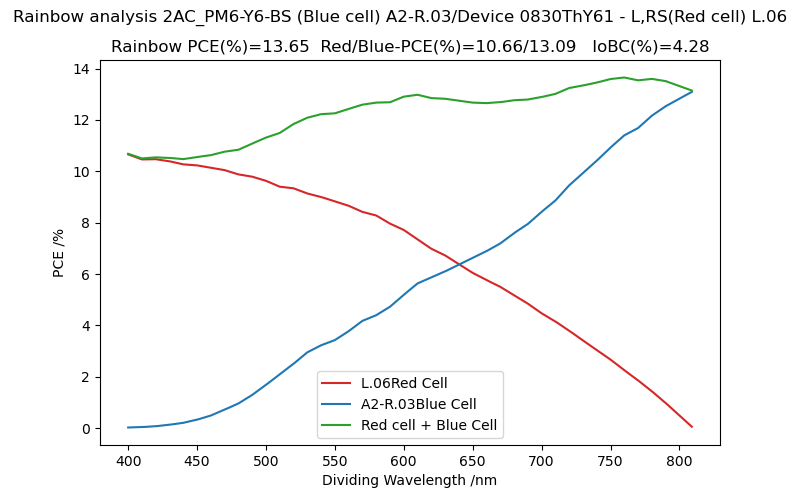 Rainbow analysis 2AC_PM6-Y6-BS (Blue cell) A2-R.03/Device 0830ThY61 - L,RS(Red cell) L.06
Rainbow PCE(%)=13.65  Red/Blue-PCE(%)=10.66/13.09   IoBC(%)=4.28
14
12
10
8
6
4
2
0
PCE /%
L.06Red Cell
A2-R.03Blue Cell
Red cell + Blue Cell
400 450 500 550 600 650 700 750 800
Dividing Wavelength /nm